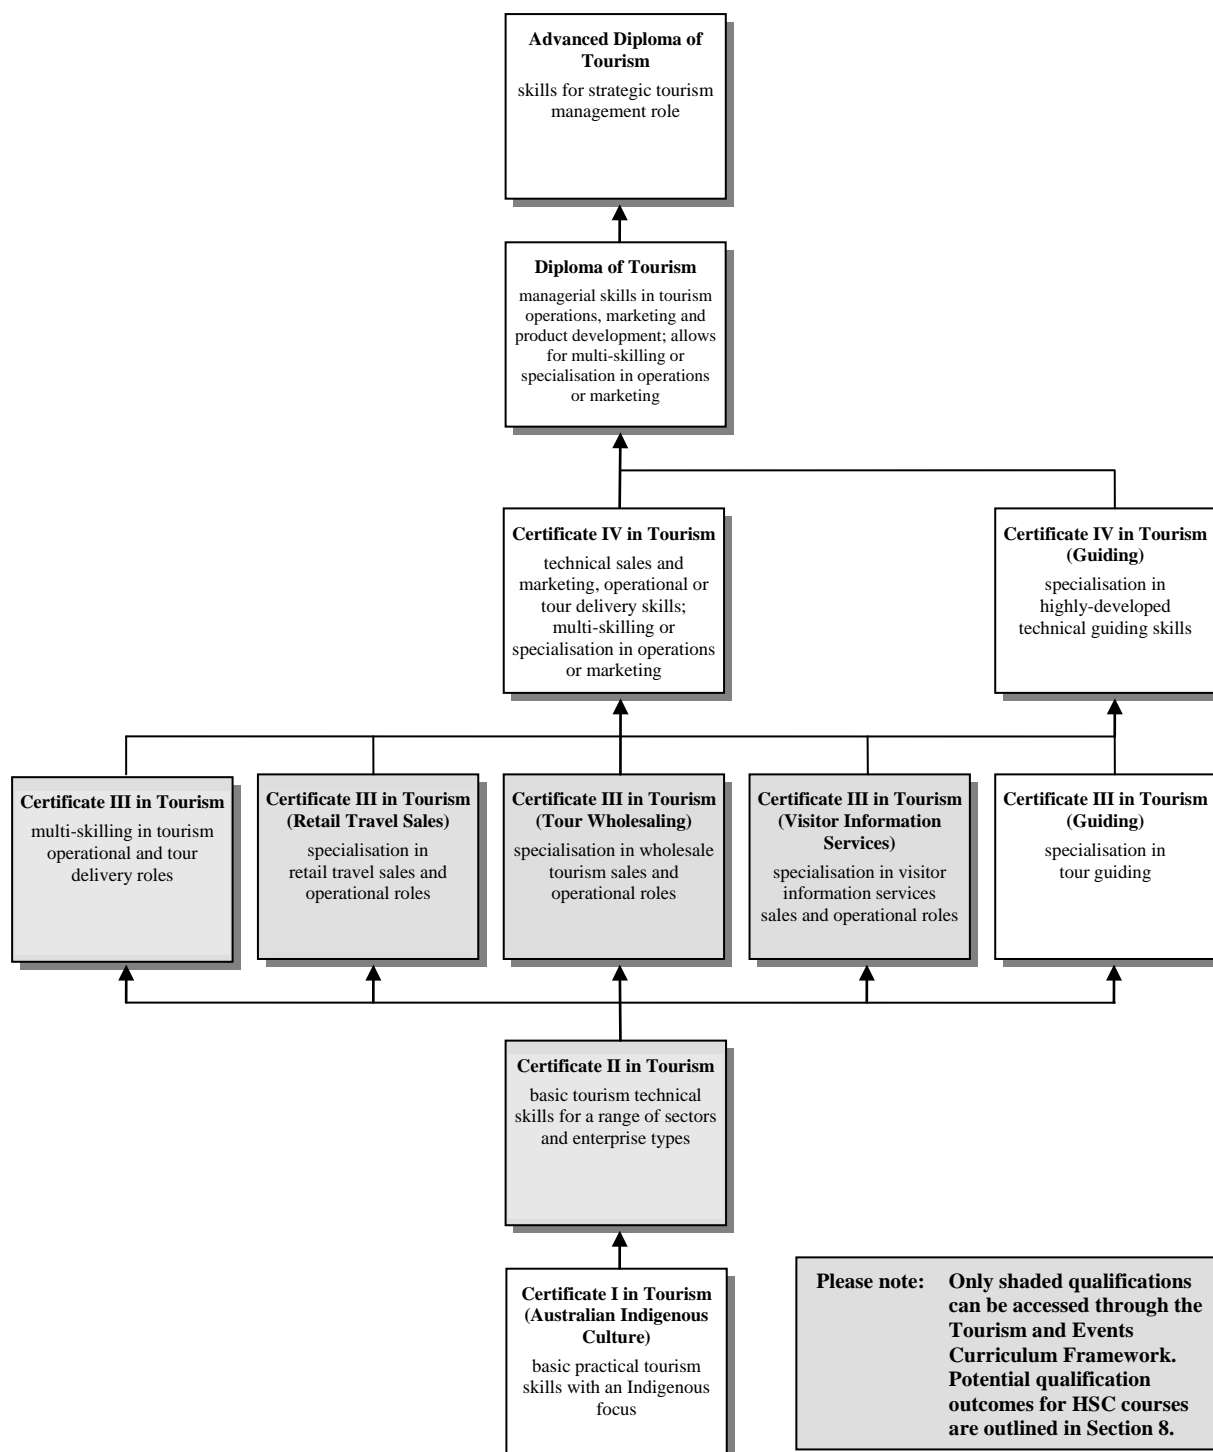 Advanced Diploma of
Tourism
skills for strategic tourism
management role
Diploma of Tourism
managerial skills in tourism
operations, marketing and
product development; allows
for multi-skilling or
specialisation in operations
or marketing
Certificate IV in Tourism
technical sales and
marketing, operational or
tour delivery skills;
multi-skilling or
specialisation in operations
or marketing
Certificate IV in Tourism
(Guiding)
specialisation in
highly-developed
technical guiding skills
Certificate III in Tourism
multi-skilling in tourism
operational and tour
delivery roles
Certificate III in Tourism
(Retail Travel Sales)
specialisation in
retail travel sales and
operational roles
Certificate III in Tourism
(Tour Wholesaling)
specialisation in wholesale
tourism sales and
operational roles
Certificate III in Tourism
(Visitor Information
Services)
specialisation in visitor
information services
sales and operational roles
Certificate III in Tourism
(Guiding)
specialisation in
tour guiding
Certificate II in Tourism
basic tourism technical
skills for a range of sectors
and enterprise types
Certificate I in Tourism
(Australian Indigenous
Culture)
basic practical tourism
skills with an Indigenous
focus
Please note: Only shaded qualifications
can be accessed through the
Tourism and Events
Curriculum Framework.
Potential qualification
outcomes for HSC courses
are outlined in Section 8.